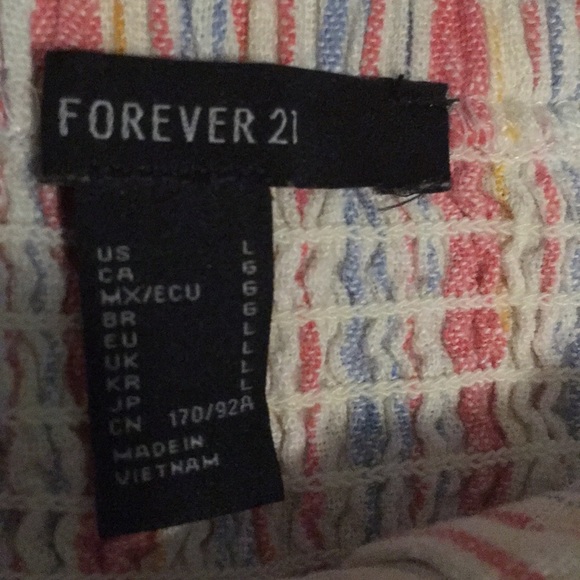 FOREVER 21
US L
CA G
MX/ECU G
BR G
EU L
UK L
KR L
JP L
CN 170/92A
MADE IN
VIETNAM